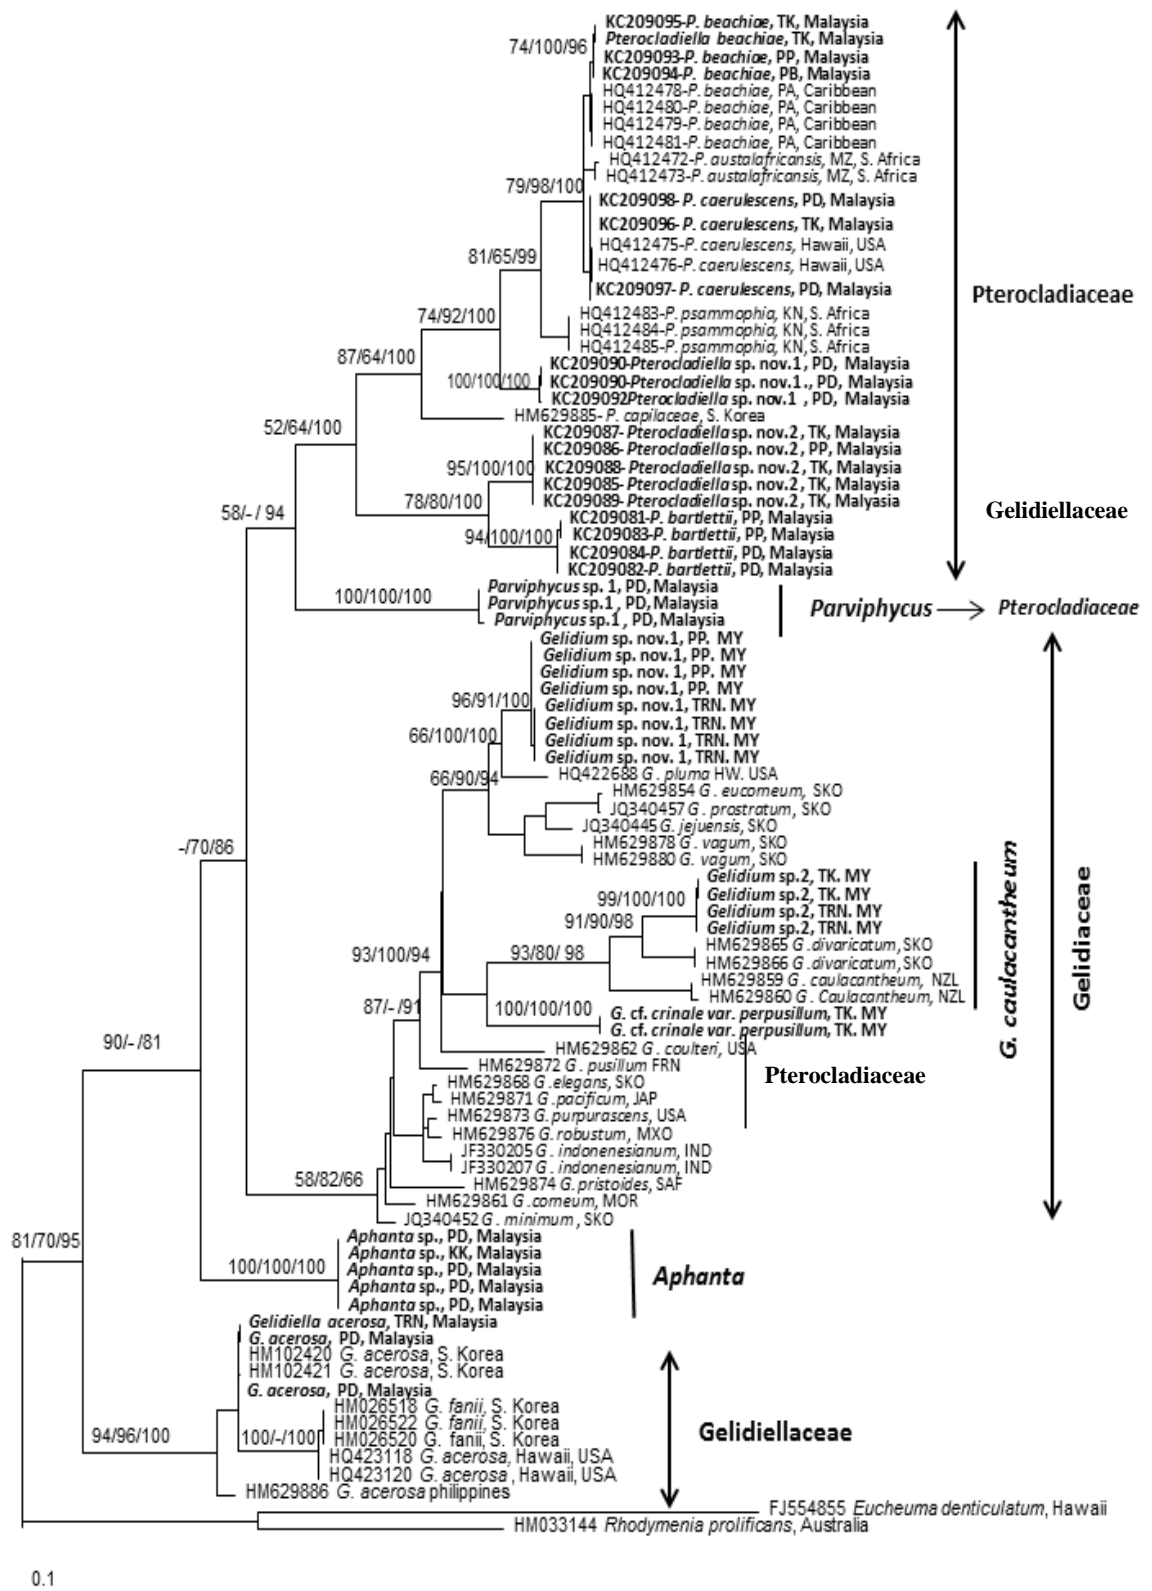 KC209095-P. beachiae, TK, Malaysia
Pterocladiella beachiae, TK, Malaysia
74/100/96
KC209093-P. beachiae, PP, Malaysia
KC209094-P. beachiae, PB, Malaysia
HQ412478-P. beachiae, PA, Caribbean
HQ412480-P. beachiae, PA, Caribbean
HQ412479-P. beachiae, PA, Caribbean
HQ412481-P. beachiae, PA, Caribbean
HQ412472-P. austalafricansis, MZ, S. Africa
HQ412473-P. austalafricansis, MZ, S. Africa
79/98/100
KC209098-P. caerulescens, PD, Malaysia
KC209096-P. caerulescens, TK, Malaysia
HQ412475-P. caerulescens, Hawaii, USA
81/65/99
HQ412476-P. caerulescens, Hawaii, USA
KC209097-P. caerulescens, PD, Malaysia
Pterocladiaceae
74/92/100
HQ412483-P. psammophia, KN, S. Africa
HQ412484-P. psammophia, KN, S. Africa
HQ412485-P. psammophia, KN, S. Africa
87/64/100
KC209090-Pterocladiella sp. nov.1, PD, Malaysia
100/100/100
KC209090-Pterocladiella sp. nov.1., PD, Malaysia
KC209092Pterocladiella sp. nov.1 , PD, Malaysia
HM629885- P. capilaceae, S. Korea
52/64/100
KC209087- Pterocladiella sp. nov.2, TK, Malaysia
KC209086- Pterocladiella sp. nov.2, PP, Malaysia
95/100/100
KC209088- Pterocladiella sp. nov.2, TK, Malaysia
KC209085- Pterocladiella sp. nov.2, TK, Malaysia
KC209089- Pterocladiella sp. nov.2, TK, Malyasia
78/80/100
58/- / 94
Gelidiellaceae
KC209081-P. bartlettii, PP, Malaysia
KC209083-P. bartlettii, PP, Malaysia
94/100/100
KC209084-P. bartlettii, PD, Malaysia
KC209082-P. bartlettii, PD, Malaysia
Parviphycus sp. 1, PD, Malaysia
100/100/100
Parviphycus sp.1 , PD, Malaysia
Parviphycus sp.1 , PD, Malaysia
Parviphycus
Pterocladiaceae
Gelidium sp. nov.1, PP. MY
Gelidium sp. nov.1, PP. MY
Gelidium sp. nov.1, PP. MY
Gelidium sp. nov.1, PP. MY
96/91/100
Gelidium sp. nov.1, TRN. MY
Gelidium sp. nov.1, TRN. MY
66/100/100
Gelidium sp. nov. 1, TRN. MY
Gelidium sp. nov.1, TRN. MY
66/90/94
HQ422688 G. pluma HW. USA
HM629854 G. eucomeum, SKO
JQ340457 G. prostratum, SKO
JQ340445 G. jejuensis, SKO
HM629878 G. vagum, SKO
HM629880 G. vagum, SKO
-/70/86
Gelidium sp.2, TK. MY
Gelidium sp.2, TK. MY
99/100/100
Gelidium sp.2, TRN. MY
91/90/98
Gelidium sp.2, TRN. MY
HM629865 G. divaricatum, SKO
93/80/ 98
HM629866 G. divaricatum, SKO
HM629859 G. caulacantheum, NZL
HM629860 G. Caulacantheum, NZL
G. caulacantheum
Gelidiaceae
93/100/94
87/-/91
100/100/100
G. cf. crinale var. perpusillum, TK. MY
G. cf. crinale var. perpusillum, TK. MY
HM629862 G. coulteri, USA
HM629872 G. pusillum FRN
90/- /81
HM629868 G. elegans, SKO
Pterocladiaceae
HM629871 G. pacificum, JAP
HM629873 G. purpurascens, USA
HM629876 G. robustum, MXO
JF330205 G. indonenesianum, IND
JF330207 G. indonenesianum, IND
58/82/66
HM629874 G. pristoides, SAF
HM629861 G. corneum, MOR
JQ340452 G. minimum, SKO
81/70/95
Aphanta sp., PD, Malaysia
Aphanta sp., KK, Malaysia
100/100/100
Aphanta sp., PD, Malaysia
Aphanta sp., PD, Malaysia
Aphanta sp., PD, Malaysia
Aphanta
Gelidiella acerosa, TRN, Malaysia
G. acerosa, PD, Malaysia
HM102420 G. acerosa, S. Korea
HM102421 G. acerosa, S. Korea
G. acerosa, PD, Malaysia
HM026518 G. fanii, S. Korea
HM026522 G. fanii, S. Korea
94/96/100
100/-/100
HM026520 G. fanii, S. Korea
Gelidiellaceae
HQ423118 G. acerosa, Hawaii, USA
HQ423120 G. acerosa , Hawaii, USA
HM629886 G. acerosa philippines
FJ554855 Eucheuma denticulatum, Hawaii
HM033144 Rhodymenia prolificans, Australia
0.1